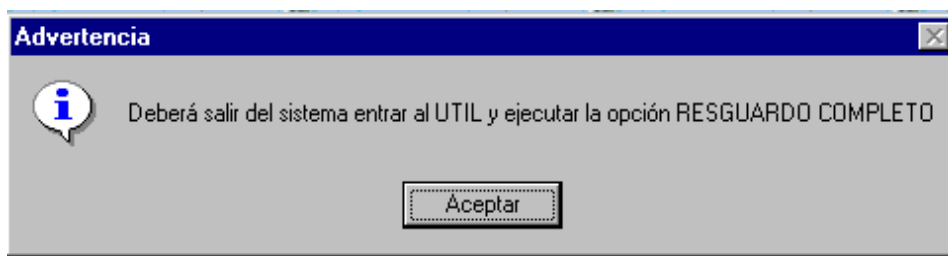 Advertencia
Deberá salir del sistema entrar al UTIL y ejecutar la opción RESGUARDO COMPLETO
Aceptar